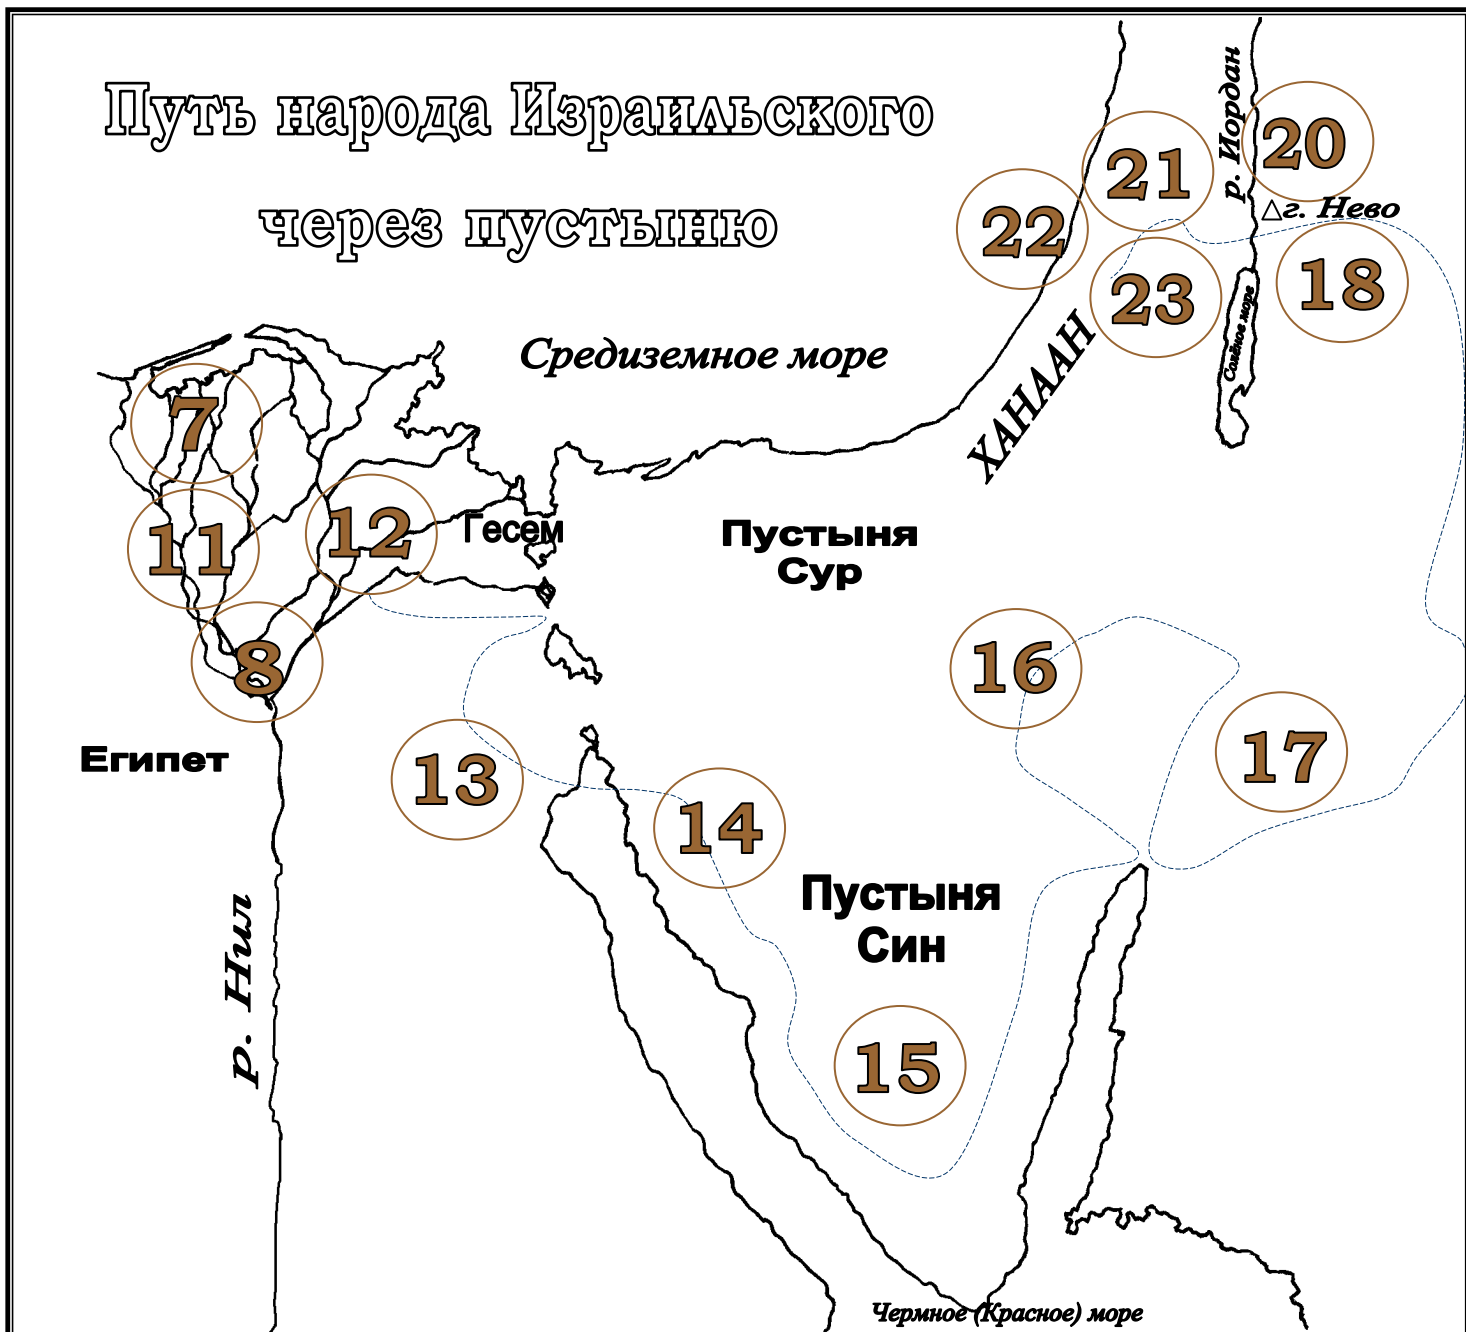 Путь народа Израильского
через пустыню
р. Иордан
20
21
22
г. Нево
18
23
Солёное море
Средиземное море
ХАНААН
7
11
12
Гесем
Пустыня
Сур
8
16
Египет
13
17
14
Пустыня
Син
р. Нил
15
Чермное (Красное) море